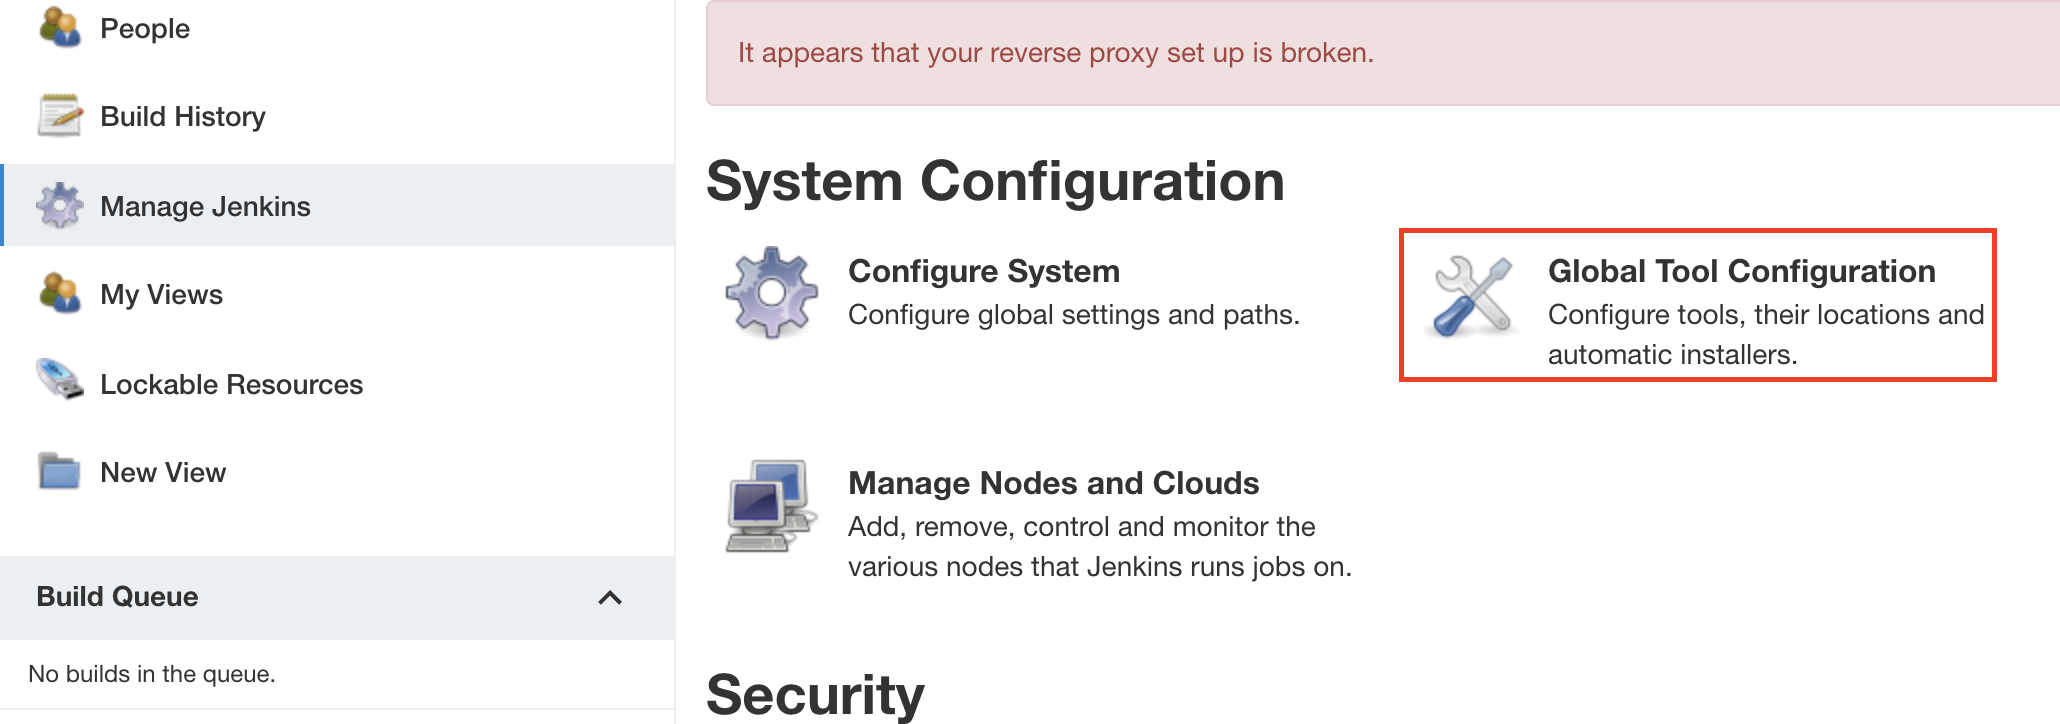 People
Build History
Manage Jenkins
My Views
Lockable Resources
New View
Build Queue
No builds in the queue.
It appears that your reverse proxy set up is broken.
System Configuration
Configure System
Configure global settings and paths.
Global Tool Configuration
Configure tools, their locations and
automatic installers.
Manage Nodes and Clouds
Add, remove, control and monitor the
various nodes that Jenkins runs jobs on.
Security